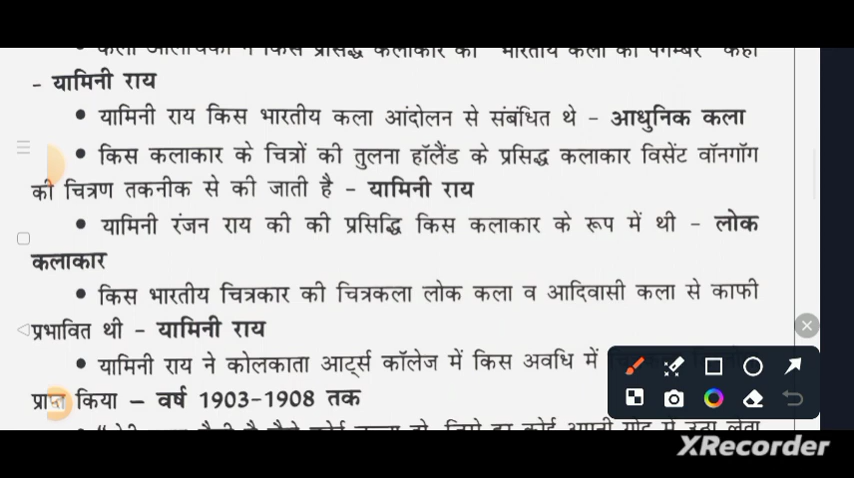 - यामिनी राय
• यामिनी राय किस भारतीय कला आंदोलन से संबंधित थे - आधुनिक कला
• किस कलाकार के चित्रों की तुलना हॉलैंड के प्रसिद्ध कलाकार विसेंट वॉनगॉग
की चित्रण तकनीक से की जाती है - यामिनी राय
• यामिनी रंजन राय की की प्रसिद्धि किस कलाकार के रूप में थी - लोक
कलाकार
• किस भारतीय चित्रकार की चित्रकला लोक कला व आदिवासी कला से काफी
प्रभावित थी - यामिनी राय
• यामिनी राय ने कोलकाता आर्ट्स कॉलेज में किस अवधि में
प्राप्त किया – वर्ष 1903-1908 तक
XRecorder